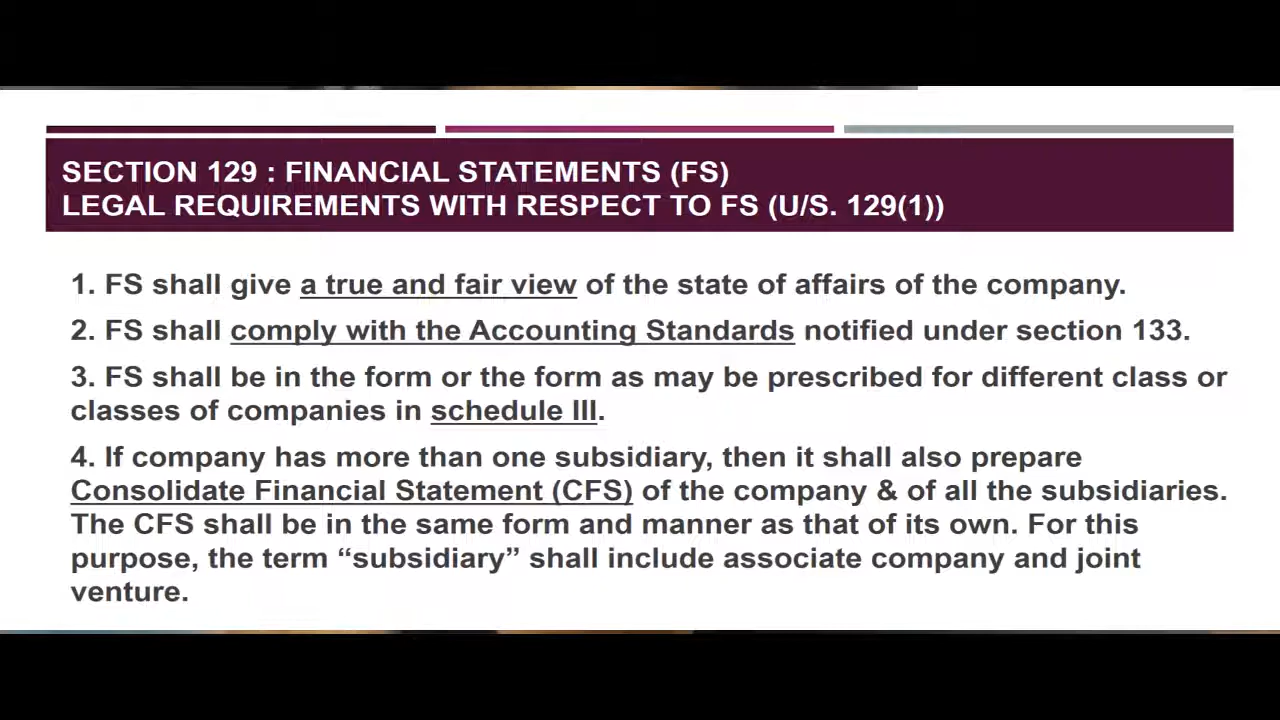 SECTION 129 : FINANCIAL STATEMENTS (FS)
LEGAL REQUIREMENTS WITH RESPECT TO FS (U/S. 129(1))
1. FS shall give a true and fair view of the state of affairs of the company.
2. FS shall comply with the Accounting Standards notified under section 133.
3. FS shall be in the form or the form as may be prescribed for different class or
classes of companies in schedule III.
4. If company has more than one subsidiary, then it shall also prepare
Consolidate Financial Statement (CFS) of the company & of all the subsidiaries.
The CFS shall be in the same form and manner as that of its own. For this
purpose, the term “subsidiary” shall include associate company and joint
venture.